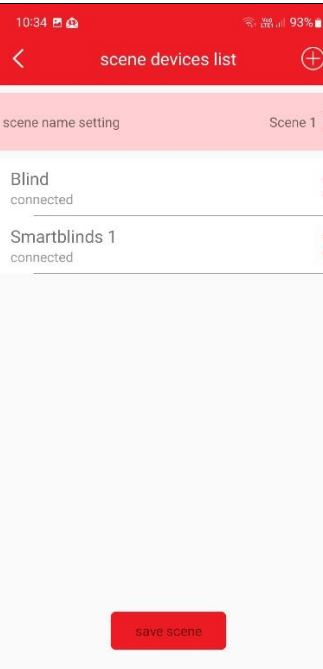 10:34 93%
scene devices list
scene name setting Scene 1
Blind
connected
Smartblinds 1
connected
save scene